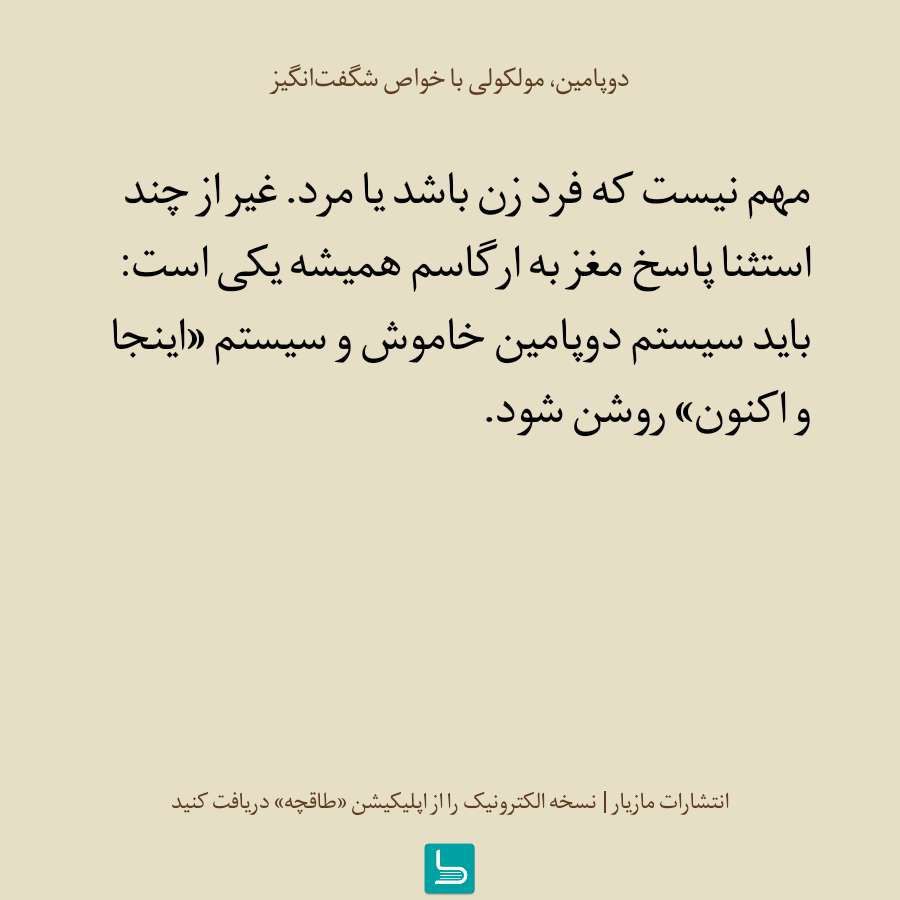 دوپامین، مولکولی با خواص شگفت‌انگیز
مهم نیست که فرد زن باشد یا مرد. غیر از چند
استثنا پاسخ مغز به ارگاسم همیشه یکی است:
باید سیستم دوپامین خاموش و سیستم «اینجا
و اکنون» روشن شود.
انتشارات مازیار | نسخه الکترونیک را از اپلیکیشن «طاقچه» دریافت کنید